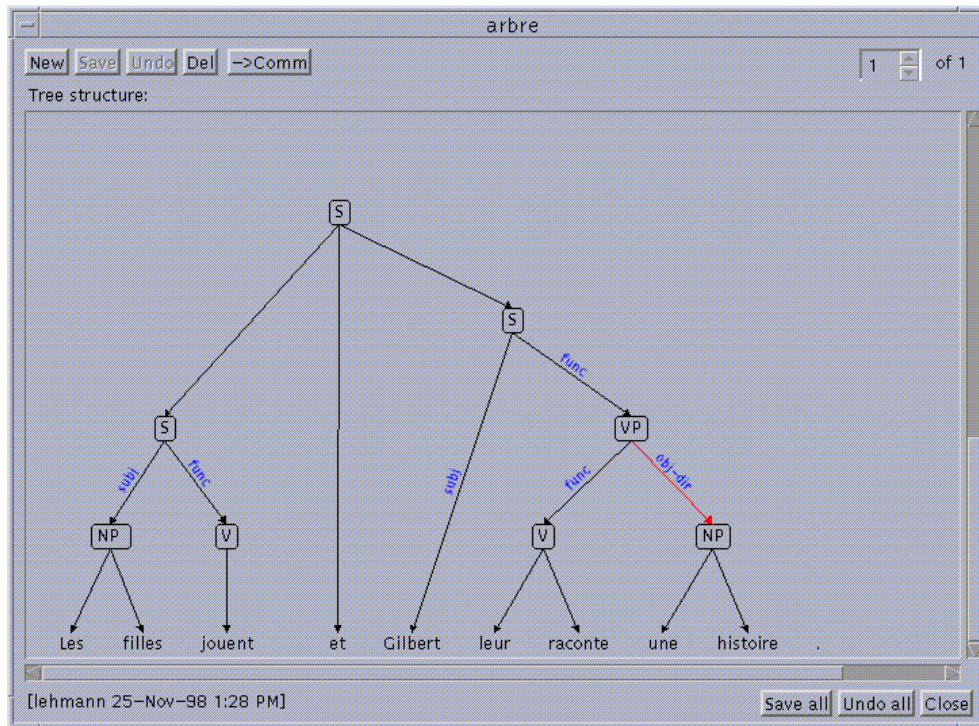 arbre
New Save Undo Del ->Comm 1 of 1
Tree structure:
S
S
func
S VP
subj func subj func obj-dir
NP V V NP
Les filles jouent et Gilbert leur raconte une histoire .
[lehmann 25-Nov-98 1:28 PM] Save all Undo all Close